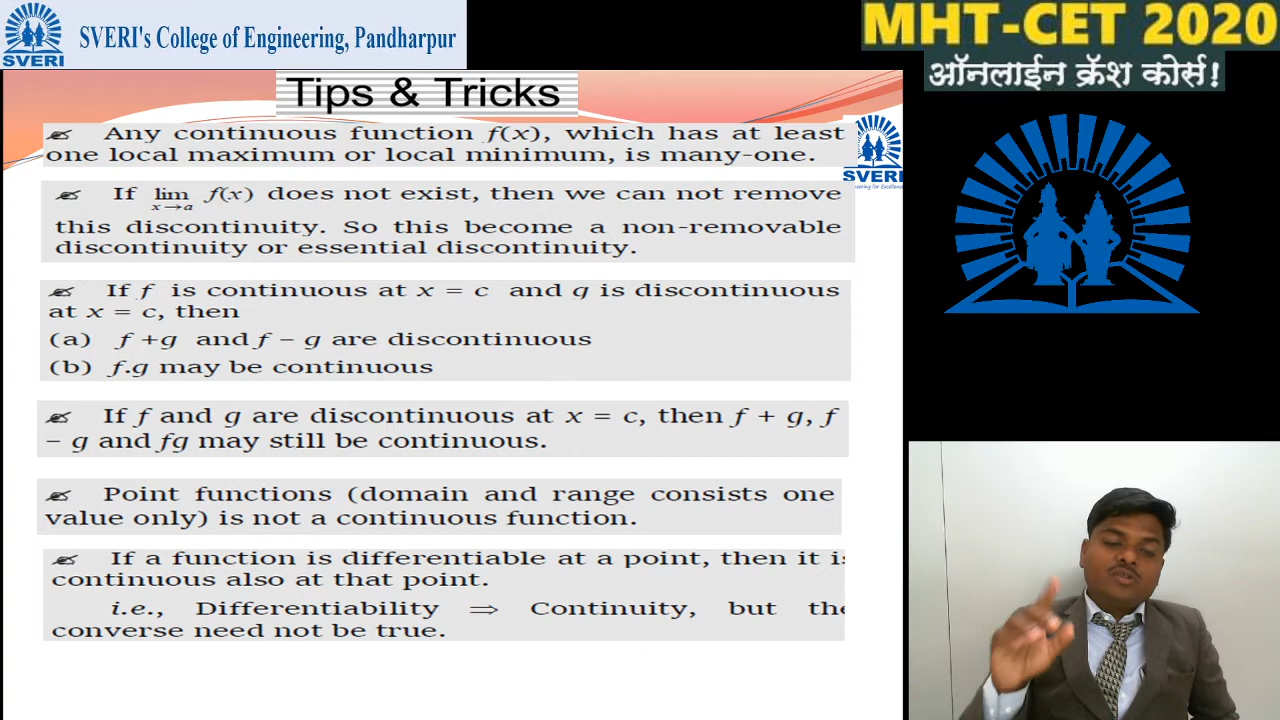 SVERI
SVERI's College of Engineering, Pandharpur
MHT-CET 2020
ऑनलाईन क्रॅश कोर्स!
Tips & Tricks
Any continuous function f(x), which has at least
one local maximum or local minimum, is many-one.
SVERI
If lim x→a f(x) does not exist, then we can not remove
this discontinuity. So this become a non-removable
discontinuity or essential discontinuity.
If f is continuous at x = c and g is discontinuous
at x = c, then
(a) f +g and f – g are discontinuous
(b) f.g may be continuous
If f and g are discontinuous at x = c, then f + g, f
– g and fg may still be continuous.
Point functions (domain and range consists one
value only) is not a continuous function.
If a function is differentiable at a point, then it is
continuous also at that point.
i.e., Differentiability ⇒ Continuity, but the
converse need not be true.